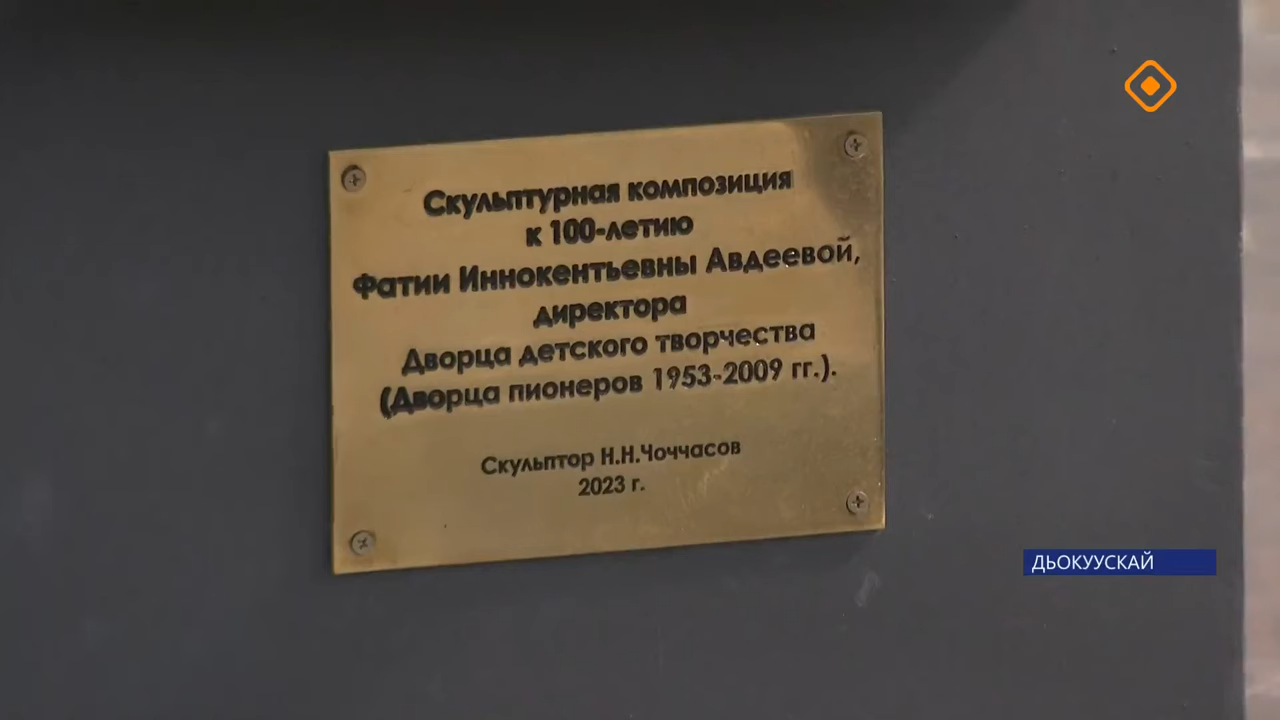 Скульптурная композиция
к 100-летию
Фатии Иннокентьевны Авдеевой,
директора
Дворца детского творчества
(Дворца пионеров 1953-2009 гг.).
Скульптор Н.Н.Чоччасов
2023 г.
ДЬОКУУСКАЙ